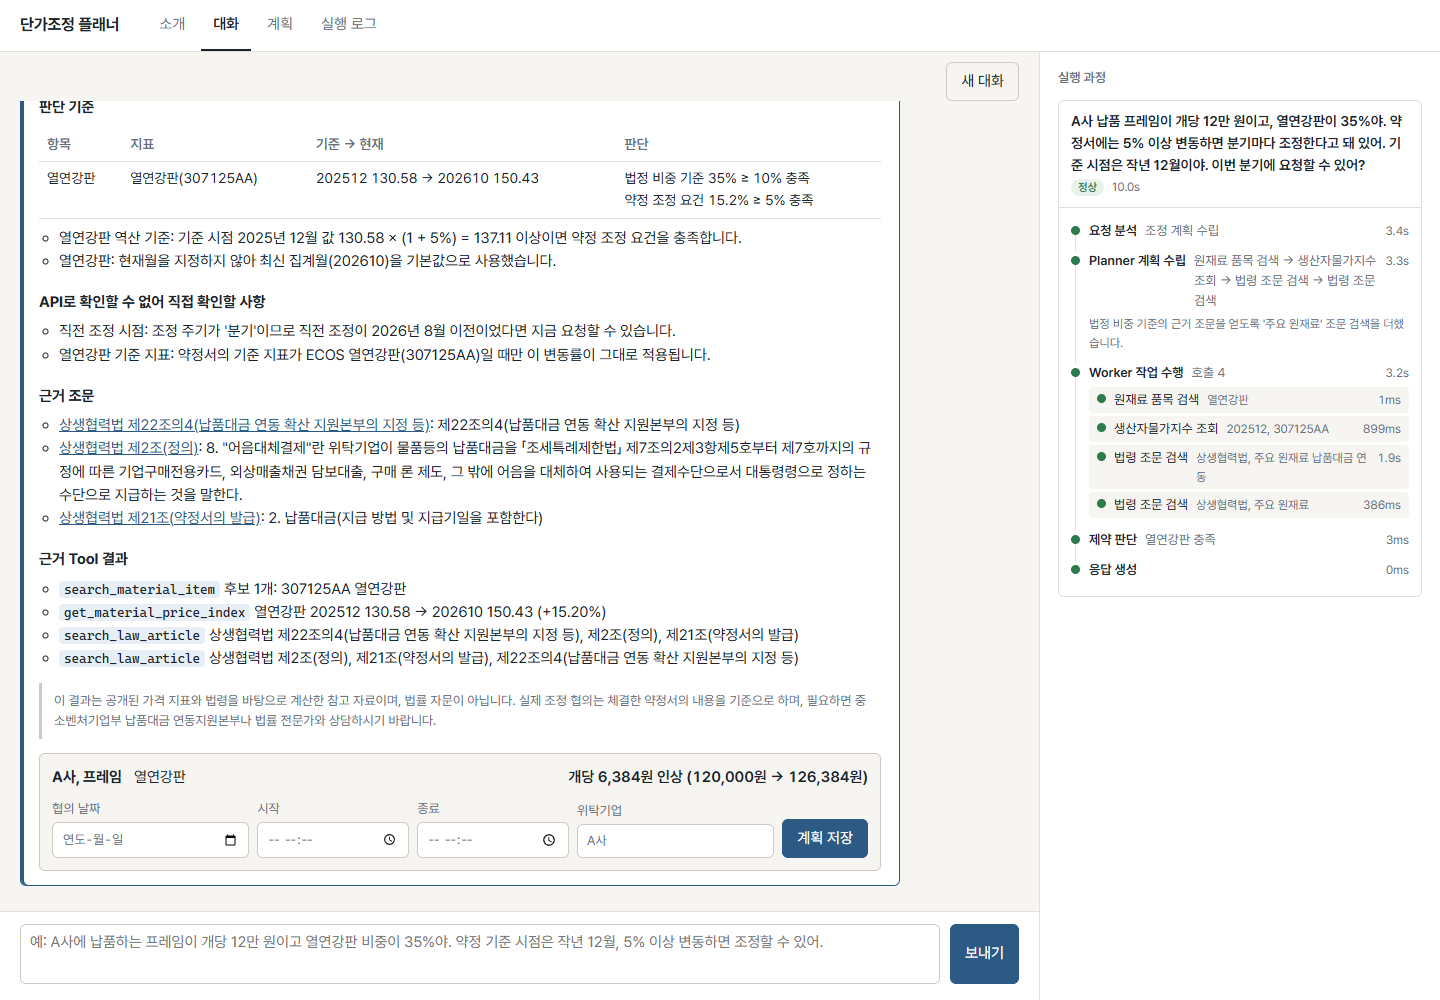 단가조정 플래너
소개
대화
계획
실행 로그
새 대화
판단 기준
항목 지표 기준 → 현재 판단
열연강판 열연강판(307125AA) 202512 130.58 → 202610 150.43 법정 비중 기준 35% ≥ 10% 충족
약정 조정 요건 15.2% ≥ 5% 충족
열연강판 역산 기준: 기준 시점 2025년 12월 값 130.58 × (1 + 5%) = 137.11 이상이면 약정 조정 요건을 충족합니다.
열연강판: 현재월을 지정하지 않아 최신 집계월(202610)을 기본값으로 사용했습니다.
API로 확인할 수 없어 직접 확인할 사항
직전 조정 시점: 조정 주기가 '분기'이므로 직전 조정이 2026년 8월 이전이었다면 지금 요청할 수 있습니다.
열연강판 기준 지표: 약정서의 기준 지표가 ECOS 열연강판(307125AA)일 때만 이 변동률이 그대로 적용됩니다.
근거 조문
상생협력법 제22조의4(납품대금 연동 확산 지원본부의 지정 등): 제22조의4(납품대금 연동 확산 지원본부의 지정 등)
상생협력법 제2조(정의): 8. "어음대체결제"란 위탁기업이 물품등의 납품대금을 「조세특례제한법」 제7조의2제3항제5호부터 제7호까지의 규
정에 따른 기업구매전용카드, 외상매출채권 담보대출, 구매 론 제도, 그 밖에 어음을 대체하여 사용되는 결제수단으로서 대통령령으로 정하는
수단으로 지급하는 것을 말한다.
상생협력법 제21조(약정서의 발급): 2. 납품대금(지급 방법 및 지급기일을 포함한다)
근거 Tool 결과
search_material_item 후보 1개: 307125AA 열연강판
get_material_price_index 열연강판 202512 130.58 → 202610 150.43 (+15.20%)
search_law_article 상생협력법 제22조의4(납품대금 연동 확산 지원본부의 지정 등), 제2조(정의), 제21조(약정서의 발급)
search_law_article 상생협력법 제2조(정의), 제21조(약정서의 발급), 제22조의4(납품대금 연동 확산 지원본부의 지정 등)
이 결과는 공개된 가격 지표와 법령을 바탕으로 계산한 참고 자료이며, 법률 자문이 아닙니다. 실제 조정 협의는 체결한 약정서의 내용을 기준으로 하며, 필요하면 중
소벤처기업부 납품대금 연동지원본부나 법률 전문가와 상담하시기 바랍니다.
A사, 프레임 열연강판 개당 6,384원 인상 (120,000원 → 126,384원)
협의 날짜 시작 종료 위탁기업
연도-월-일 -- --:-- -- --:-- A사 계획 저장
예: A사에 납품하는 프레임이 개당 12만 원이고 열연강판 비중이 35%야. 약정 기준 시점은 작년 12월, 5% 이상 변동하면 조정할 수 있어.
보내기
실행 과정
A사 납품 프레임이 개당 12만 원이고, 열연강판이 35%야. 약
정서에는 5% 이상 변동하면 분기마다 조정한다고 돼 있어. 기
준 시점은 작년 12월이야. 이번 분기에 요청할 수 있어?
정상 10.0s
요청 분석 조정 계획 수립 3.4s
Planner 계획 수립 원재료 품목 검색 → 생산자물가지수 3.3s
조회 → 법령 조문 검색 → 법령 조문
검색
법정 비중 기준의 근거 조문을 얻도록 '주요 원재료' 조문 검색을 더했
습니다.
Worker 작업 수행 호출 4 3.2s
원재료 품목 검색 열연강판 1ms
생산자물가지수 조회 202512, 307125AA 899ms
법령 조문 검색 상생협력법, 주요 원재료 납품대금 연 1.9s
동
법령 조문 검색 상생협력법, 주요 원재료 386ms
제약 판단 열연강판 충족 3ms
응답 생성 0ms